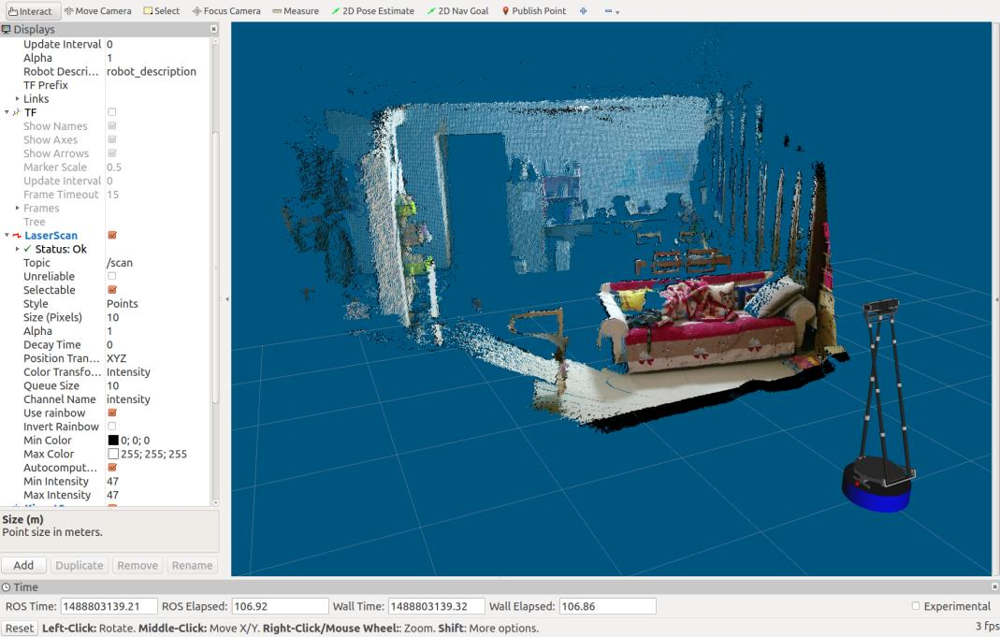 Interact Move Camera Select Focus Camera Measure 2D Pose Estimate 2D Nav Goal Publish Point
Displays
Update Interval 0
Alpha 1
Robot Descri... robot_description
TF Prefix
Links
TF
Show Names
Show Axes
Show Arrows
Marker Scale 0.5
Update Interval 0
Frame Timeout 15
Frames
Tree
LaserScan
Status: Ok
Topic /scan
Unreliable
Selectable
Style Points
Size (Pixels) 10
Alpha 1
Decay Time 0
Position Tran... XYZ
Color Transfo... Intensity
Queue Size 10
Channel Name intensity
Use rainbow
Invert Rainbow
Min Color 0; 0; 0
Max Color 255; 255; 255
Autocomput...
Min Intensity 47
Max Intensity 47
Size (m)
Point size in meters.
Add Duplicate Remove Rename
Time
ROS Time: 1488803139.21 ROS Elapsed: 106.92 Wall Time: 1488803139.32 Wall Elapsed: 106.86 Experimental
Reset Left-Click: Rotate. Middle-Click: Move X/Y. Right-Click/Mouse Wheel:: Zoom. Shift: More options. 3 fps